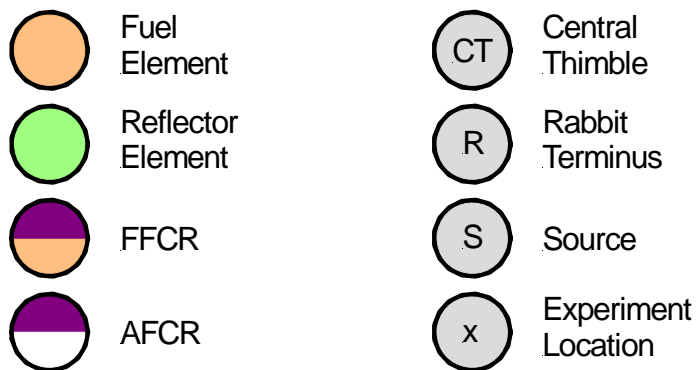 Fuel
Element
CT
Central
Thimble
Reflector
Element
R
Rabbit
Terminus
FFCR
S
Source
AFCR
x
Experiment
Location